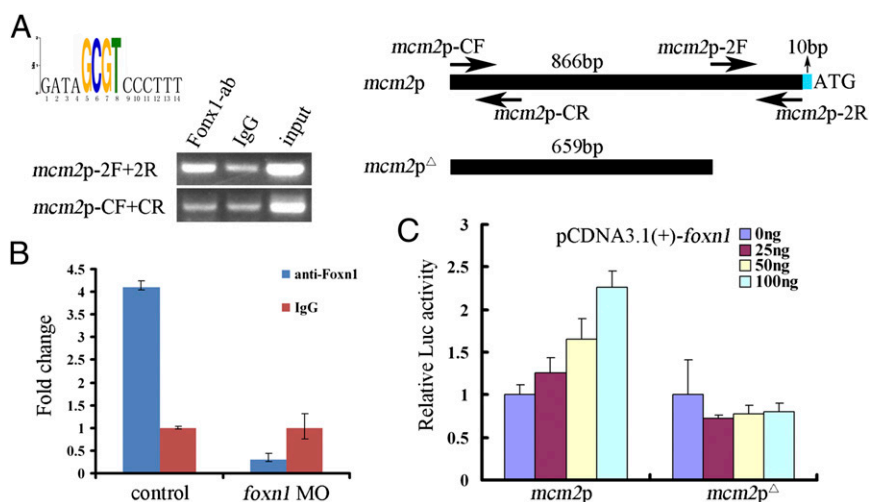 A
GATAGCGTCCCTTT
1 2 3 4 5 6 7 8 9 10 11 12 13 14
Fonx1-ab
IgG
input
mcm2p-2F+2R
mcm2p-CF+CR
mcm2p-CF
mcm2p-2F
10bp
866bp
mcm2p
ATG
mcm2p-CR
mcm2p-2R
659bp
mcm2p△
B
Fold change
4.5
4
3.5
3
2.5
2
1.5
1
0.5
0
anti-Foxn1
IgG
control
foxn1 MO
C
Relative Luc activity
3
2.5
2
1.5
1
0.5
0
pCDNA3.1(+)-foxn1
0ng
25ng
50ng
100ng
mcm2p
mcm2p△